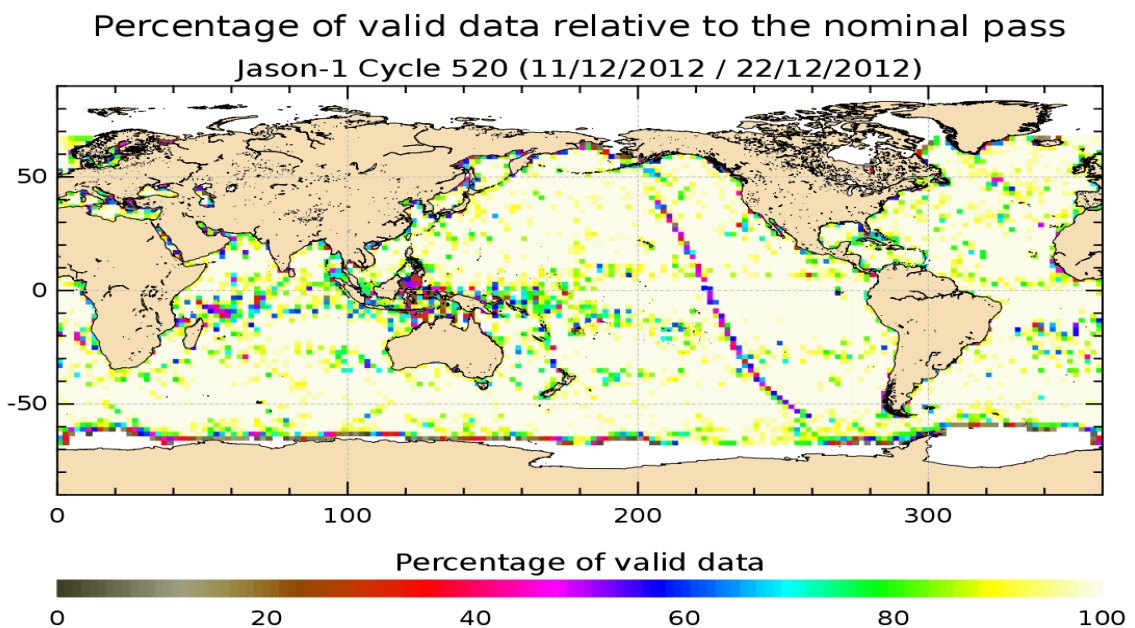 Percentage of valid data relative to the nominal pass
Jason-1 Cycle 520 (11/12/2012 / 22/12/2012)
50
0
-50
0 100 200 300
Percentage of valid data
0 20 40 60 80 100